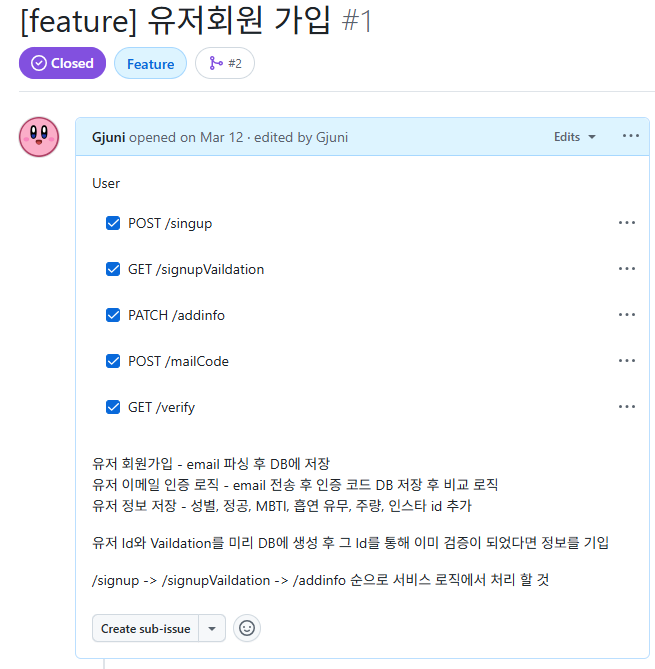 [feature] 유저회원 가입 #1
Closed
Feature
#2
Gjuni opened on Mar 12 · edited by Gjuni
Edits
User
POST /singup
GET /signupVaildation
PATCH /addinfo
POST /mailCode
GET /verify
유저 회원가입 - email 파싱 후 DB에 저장
유저 이메일 인증 로직 - email 전송 후 인증 코드 DB 저장 후 비교 로직
유저 정보 저장 - 성별, 정공, MBTI, 흡연 유무, 주량, 인스타 id 추가
유저 Id와 Vaildation를 미리 DB에 생성 후 그 Id를 통해 이미 검증이 되었다면 정보를 기입
/signup -> /signupVaildation -> /addinfo 순으로 서비스 로직에서 처리 할 것
Create sub-issue